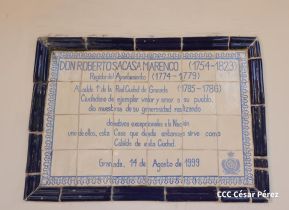 DON ROBERTO SACASA MARENCO (1754-1823)
Regidor del Ayuntamiento (1774-1779)
Alcalde 1º de la Real Ciudad de Granada (1785-1786)
Ciudadano de ejemplar valor y amor a su pueblo,
dio muestras de su generosidad realizando
donativos excepcionales a la Nación
uno de ellos, esta Casa que desde entonces sirve como
Cabildo de esta Ciudad.
Granada, 14 de Agosto de 1999
CCC César Pérez